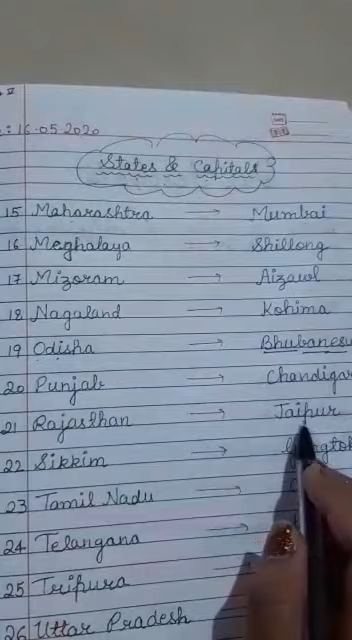 16.05.2020
States & Capitals
15 Maharashtra → Mumbai
16 Meghalaya → Shillong
17 Mizoram → Aizawl
18 Nagaland → Kohima
19 Odisha → Bhubanesw
20 Punjab → Chandigar
21 Rajasthan → Jaipur
22 Sikkim →
23 Tamil Nadu →
24 Telangana →
25 Tripura
26 Uttar Pradesh